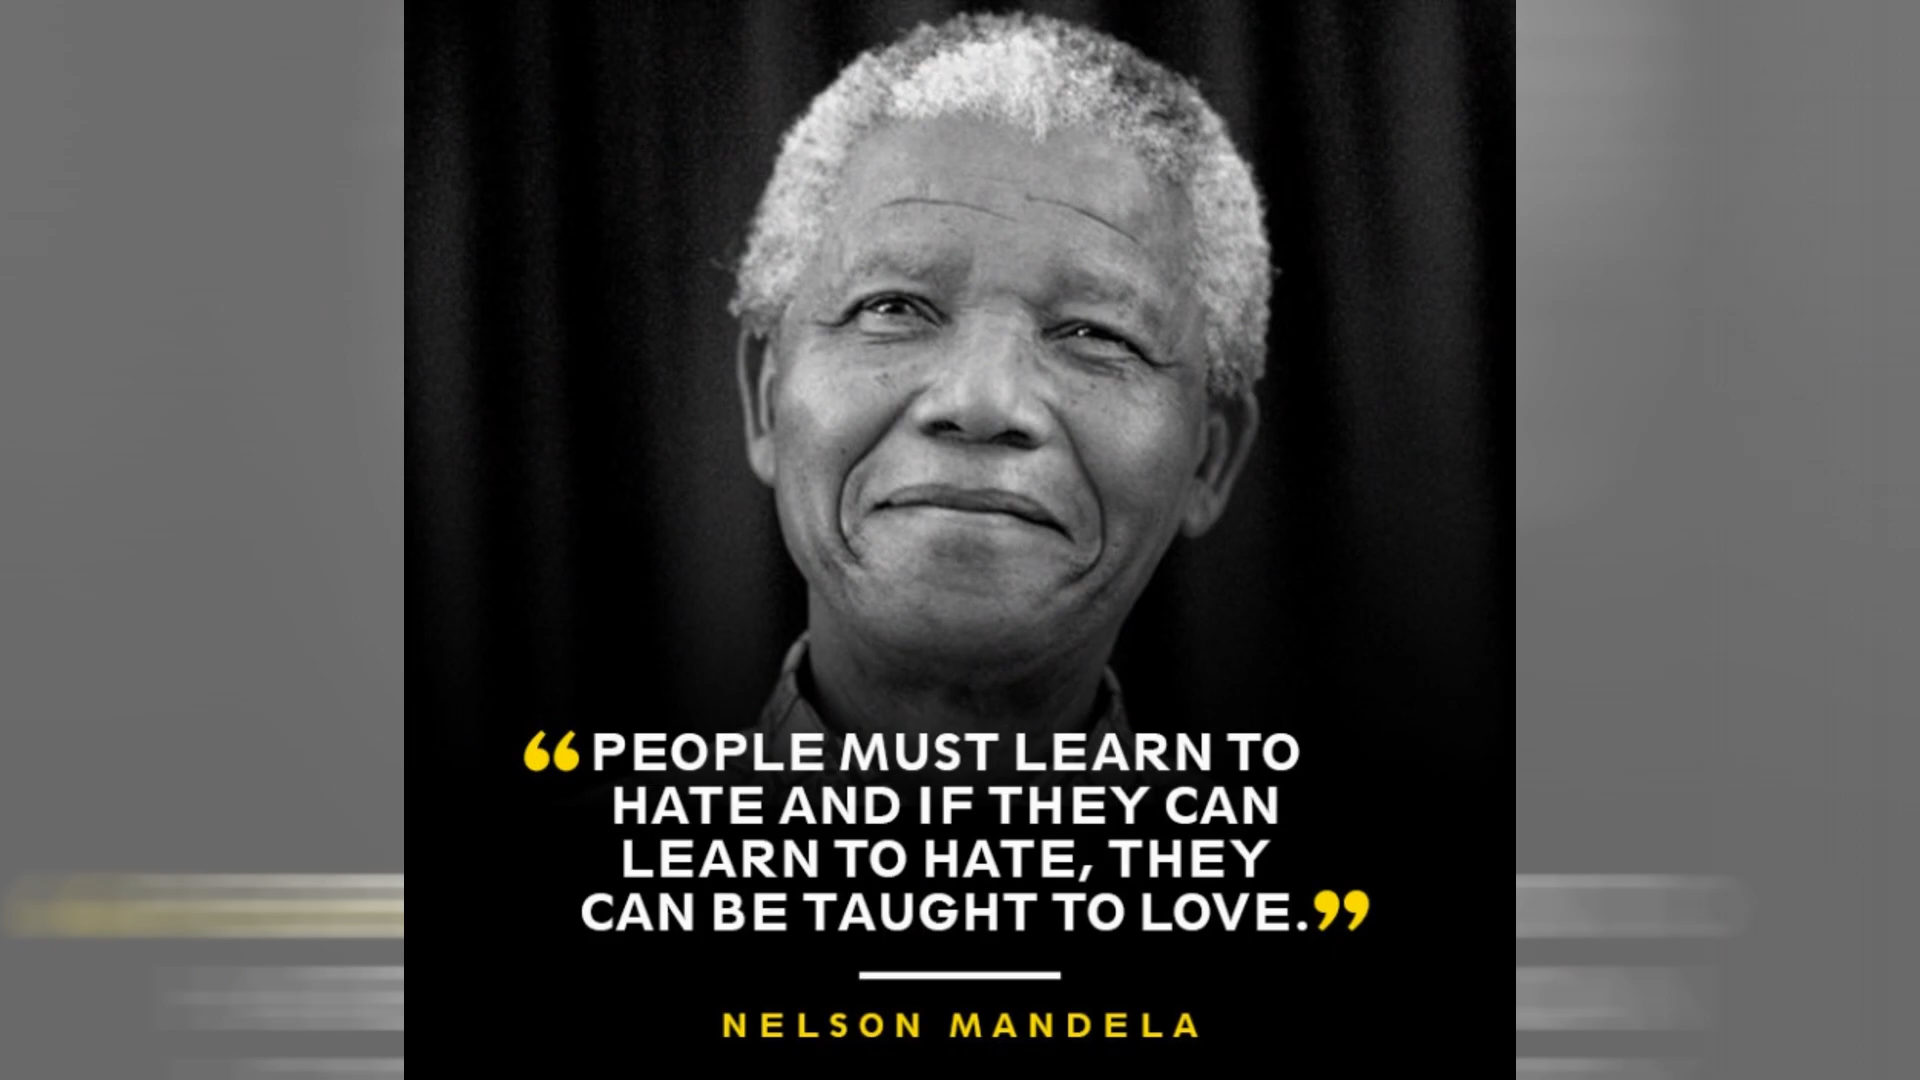 “PEOPLE MUST LEARN TO
HATE AND IF THEY CAN
LEARN TO HATE, THEY
CAN BE TAUGHT TO LOVE.”
NELSON MANDELA